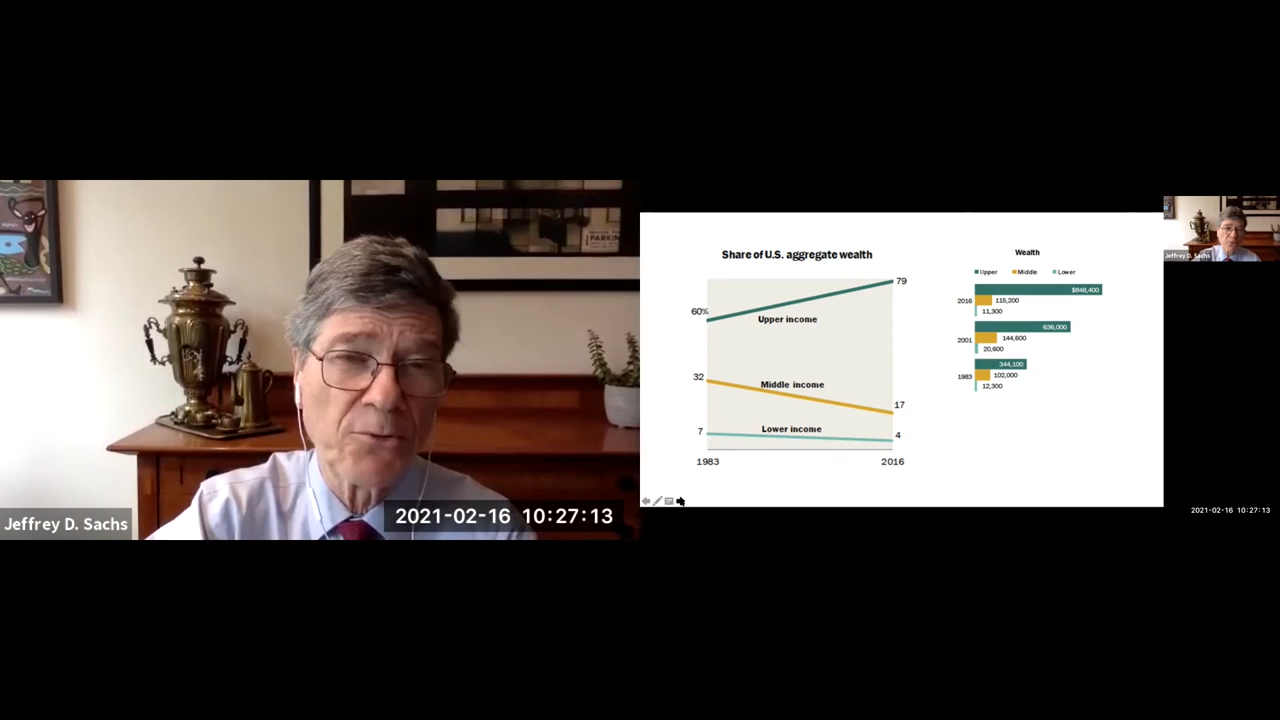 PARKIN
Jeffrey D. Sachs
2021-02-16 10:27:13
Share of U.S. aggregate wealth
60%
79
Upper income
32
Middle income
17
7
Lower income
4
1983 2016
Wealth
Upper Middle Lower
2016
$848,400
115,200
11,300
2001
636,000
144,600
20,600
1983
344,100
102,000
12,300
Jeffrey D. Sachs
2021-02-16 10:27:13